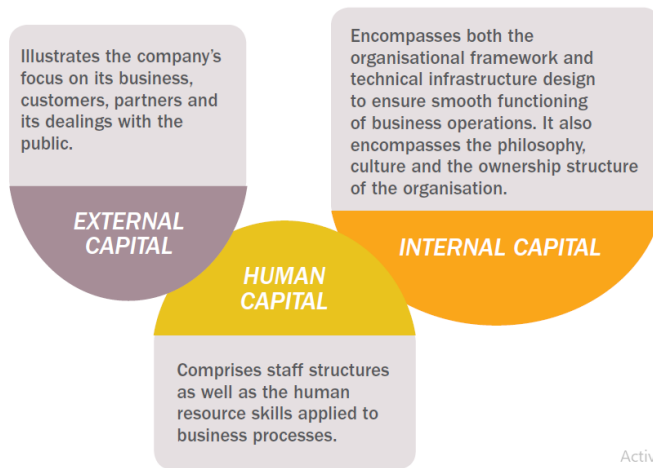 Illustrates the company's
focus on its business,
customers, partners and
its dealings with the
public.
EXTERNAL
CAPITAL
HUMAN
CAPITAL
Comprises staff structures
as well as the human
resource skills applied to
business processes.
Encompasses both the
organisational framework and
technical infrastructure design
to ensure smooth functioning
of business operations. It also
encompasses the philosophy,
culture and the ownership structure
of the organisation.
INTERNAL CAPITAL
Activ